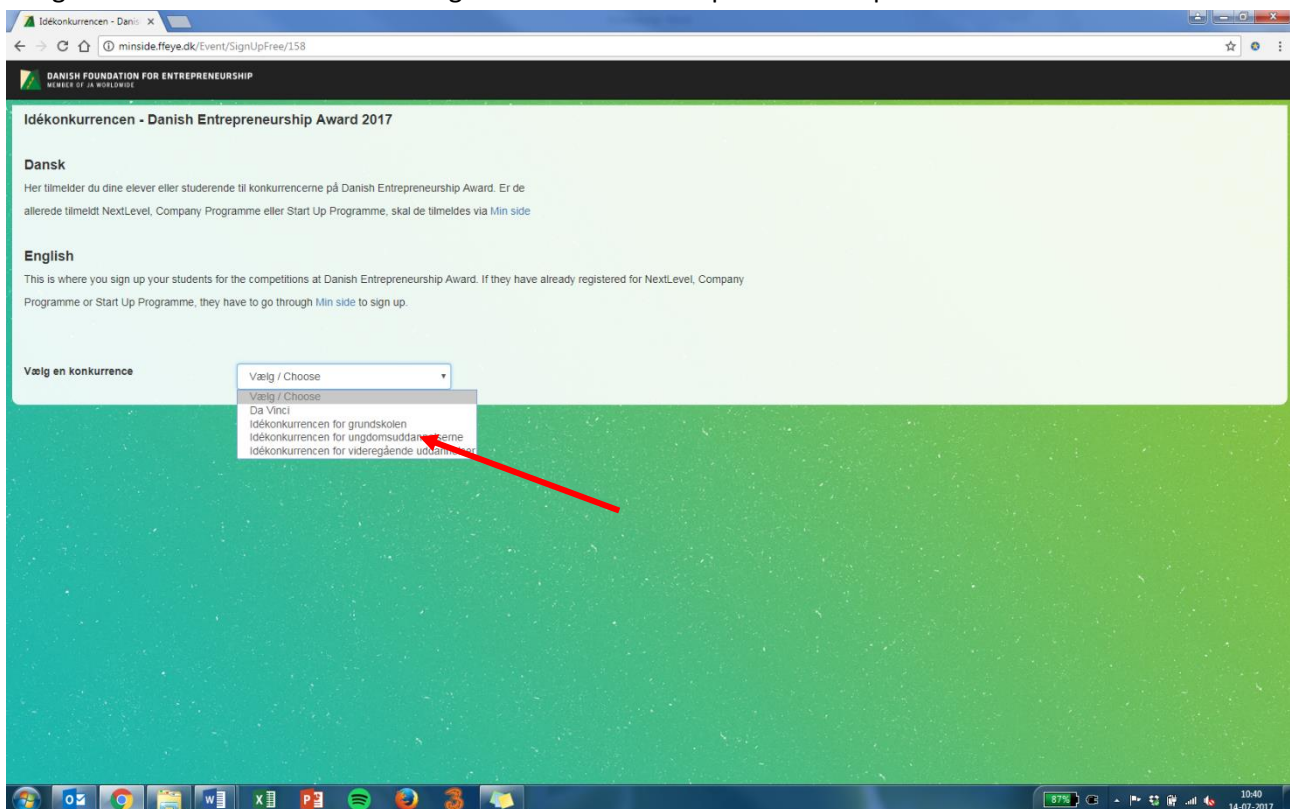 Idékonkurrencen - Danis
minside.ffeye.dk/Event/SignUpFree/158
DANISH FOUNDATION FOR ENTREPRENEURSHIP
MEMBER OF JA WORLDWIDE
Idékonkurrencen - Danish Entrepreneurship Award 2017
Dansk
Her tilmelder du dine elever eller studerende til konkurrencerne på Danish Entrepreneurship Award. Er de
allerede tilmeldt NextLevel, Company Programme eller Start Up Programme, skal de tilmeldes via Min side
English
This is where you sign up your students for the competitions at Danish Entrepreneurship Award. If they have already registered for NextLevel, Company
Programme or Start Up Programme, they have to go through Min side to sign up.
Vælg en konkurrence
Vælg / Choose
Vælg / Choose
Da Vinci
Idékonkurrencen for grundskolen
Idékonkurrencen for ungdomsuddannelserne
Idékonkurrencen for videregående uddannelser
87%
10:40
14-07-2017